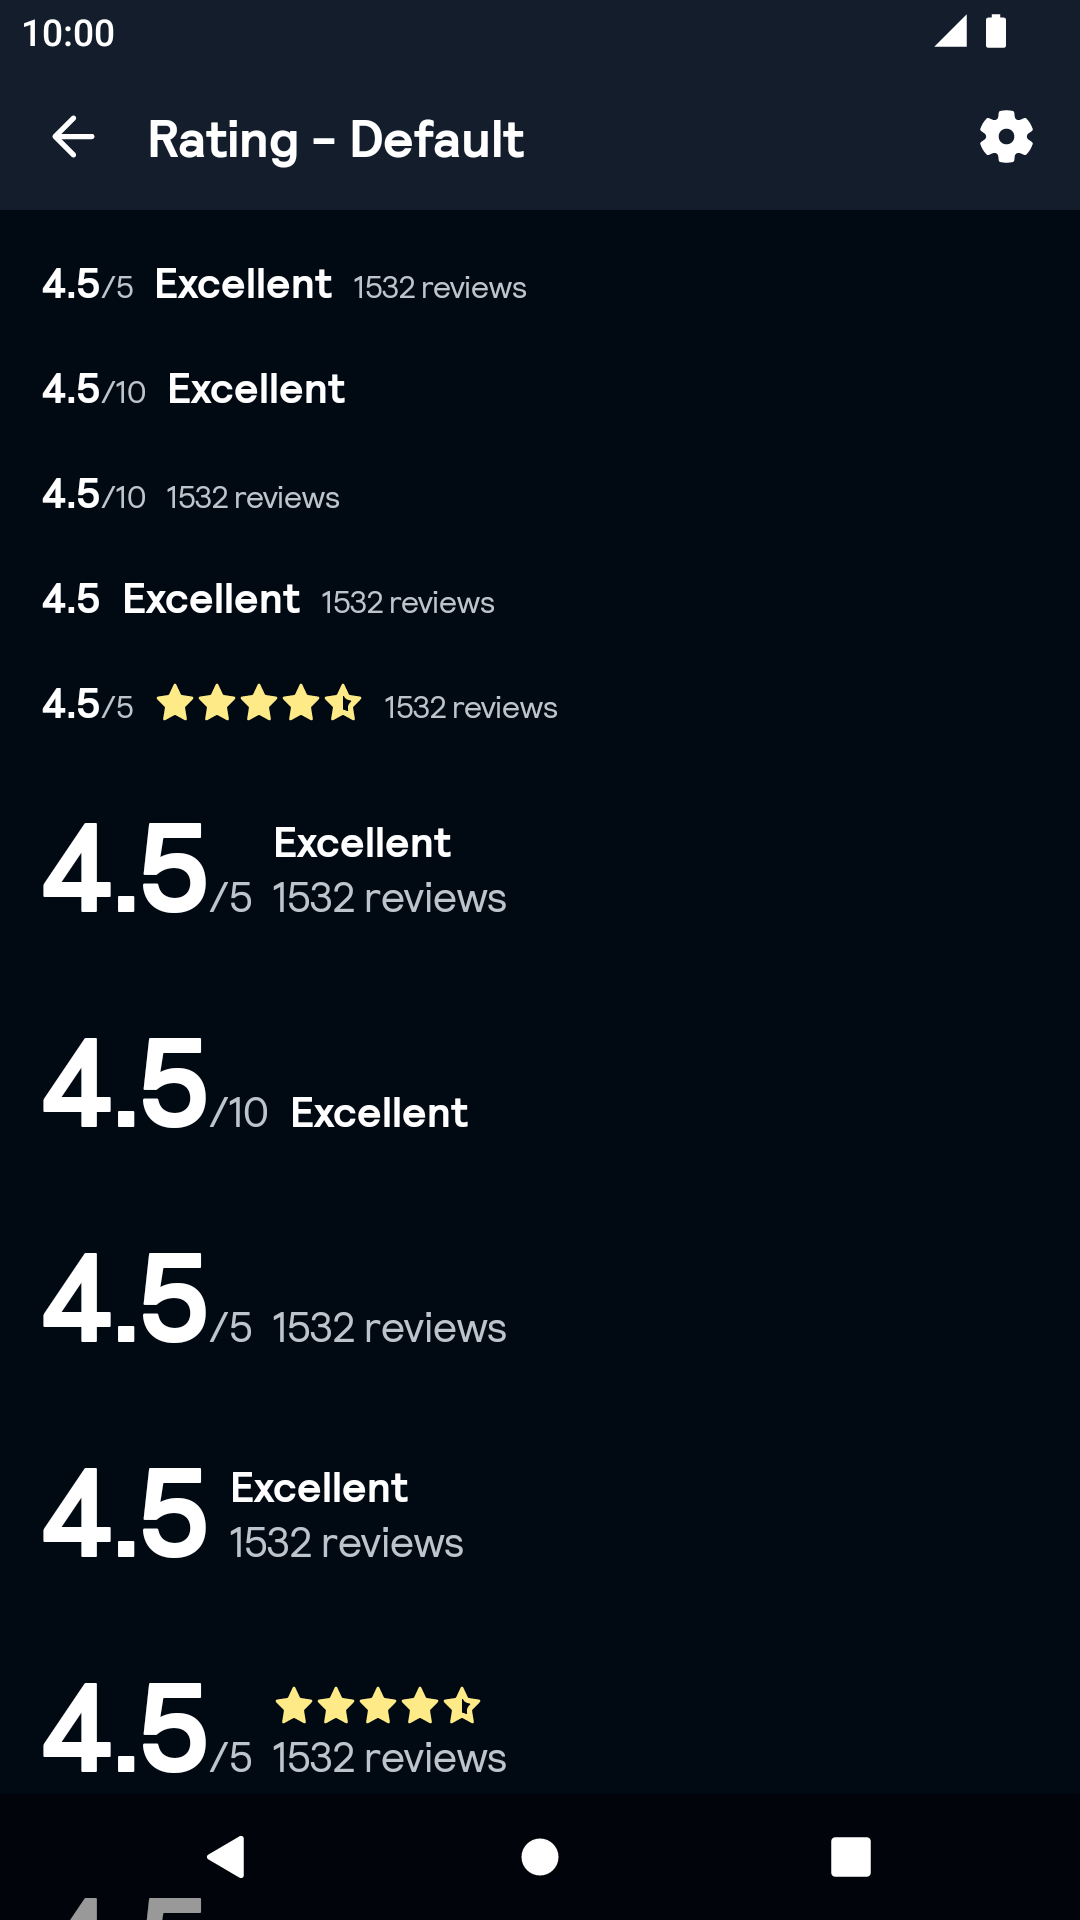 10:00
Rating – Default
4.5/5 Excellent 1532 reviews
4.5/10 Excellent
4.5/10 1532 reviews
4.5 Excellent 1532 reviews
4.5/5 1532 reviews
Excellent
4.5/5 1532 reviews
4.5/10 Excellent
4.5/5 1532 reviews
Excellent
4.5 1532 reviews
4.5/5 1532 reviews
4.5